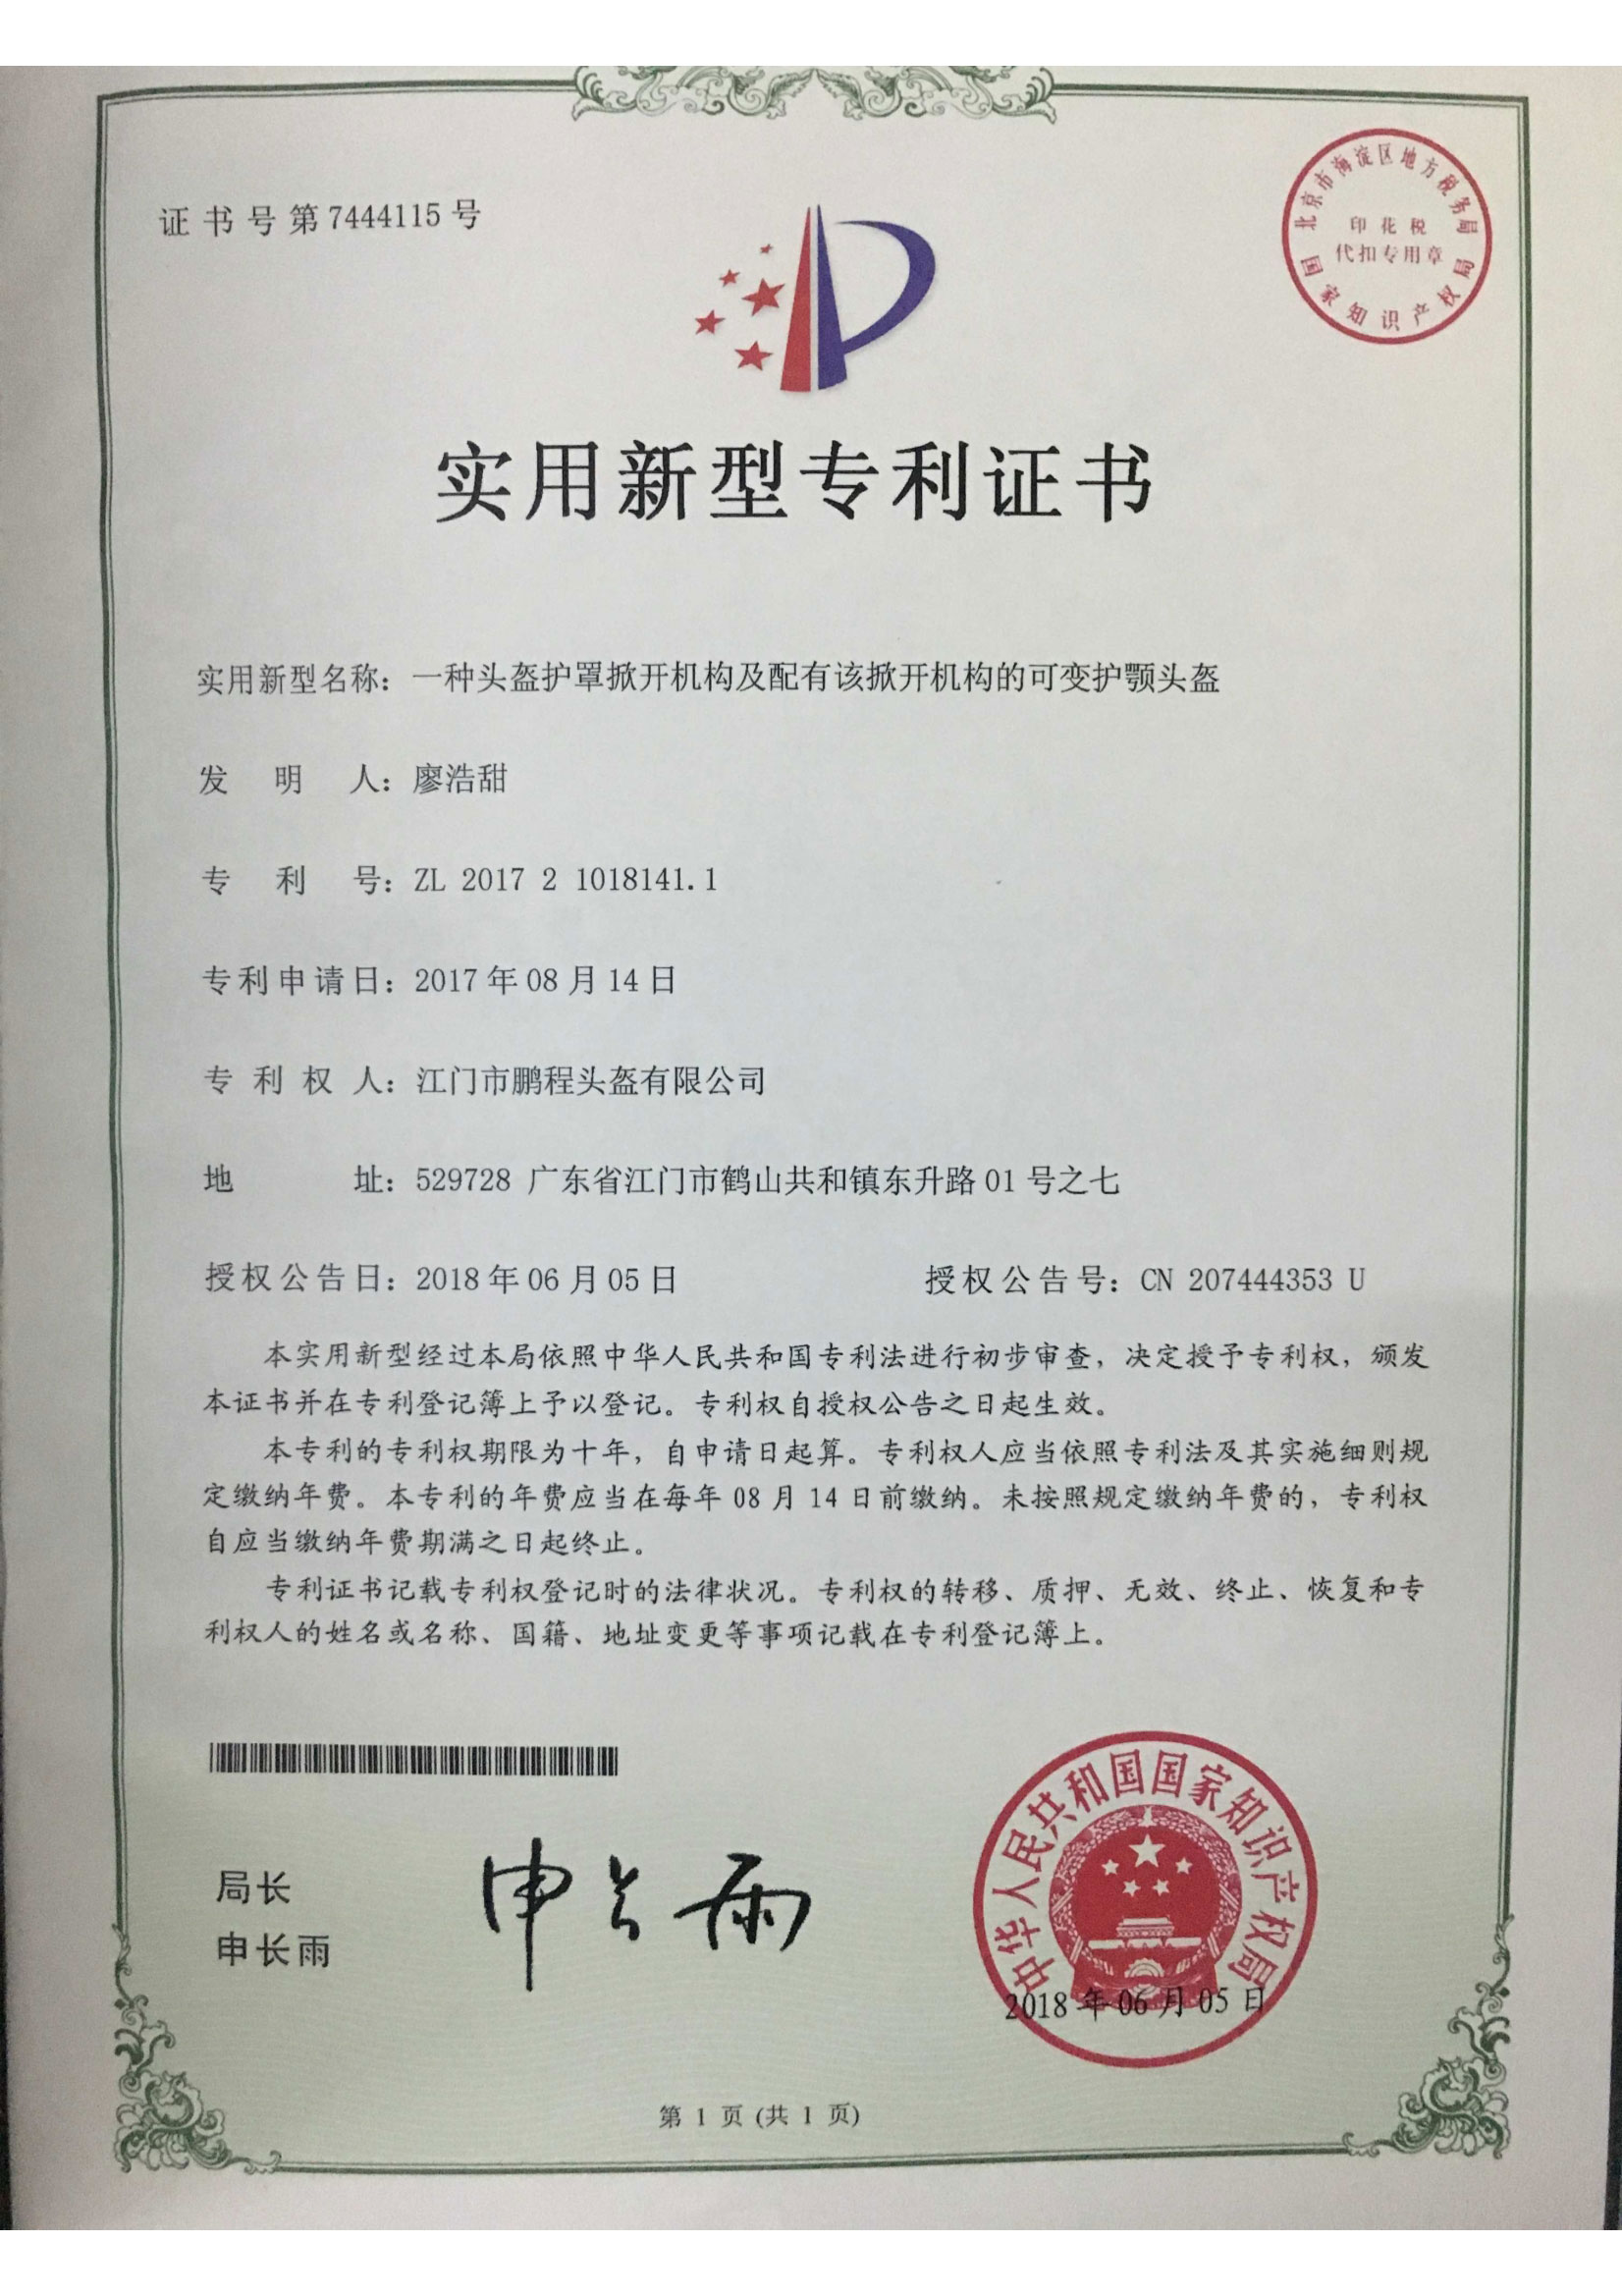 证书号第7444115号
北京市海淀区地方税务局
印花税
代扣专用章
国家知识产权局
实用新型专利证书
实用新型名称：一种头盔护罩掀开机构及配有该掀开机构的可变护颚头盔
发明人：廖浩甜
专利号：ZL 2017 2 1018141.1
专利申请日：2017年08月14日
专利权人：江门市鹏程头盔有限公司
地址：529728 广东省江门市鹤山共和镇东升路01号之七
授权公告日：2018年06月05日 授权公告号：CN 207444353 U
本实用新型经过本局依照中华人民共和国专利法进行初步审查，决定授予专利权，颁发
本证书并在专利登记簿上予以登记。专利权自授权公告之日起生效。
本专利的专利权期限为十年，自申请日起算。专利权人应当依照专利法及其实施细则规
定缴纳年费。本专利的年费应当在每年08月14日前缴纳。未按照规定缴纳年费的，专利权
自应当缴纳年费期满之日起终止。
专利证书记载专利权登记时的法律状况。专利权的转移、质押、无效、终止、恢复和专
利权人的姓名或名称、国籍、地址变更等事项记载在专利登记簿上。
局长
申长雨
申长雨
中华人民共和国国家知识产权局
2018年06月05日
第1页(共1页)